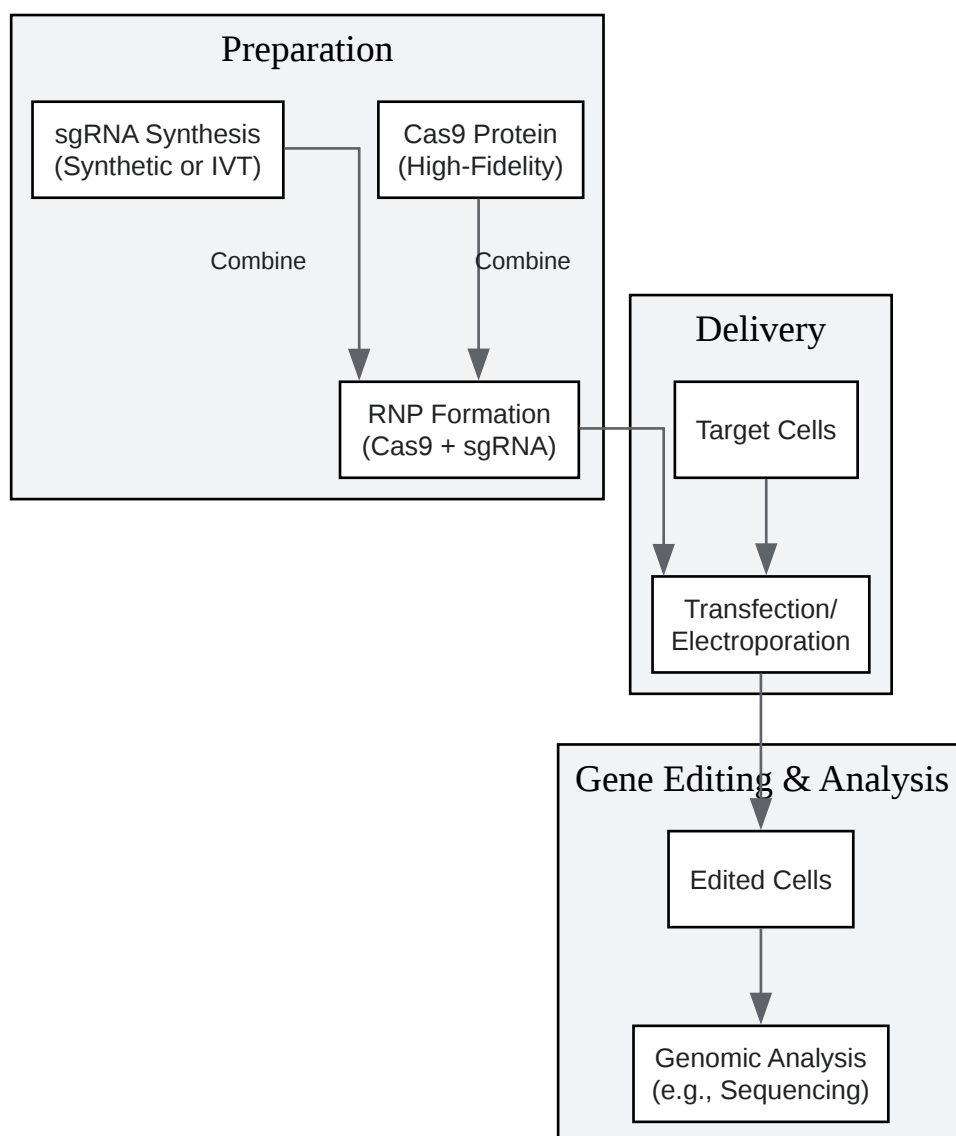 Preparation
sgRNA Synthesis
(Synthetic or IVT)
Cas9 Protein
(High-Fidelity)
Combine
Combine
RNP Formation
(Cas9 + sgRNA)
Delivery
Target Cells
Transfection/
Electroporation
Gene Editing & Analysis
Edited Cells
Genomic Analysis
(e.g., Sequencing)